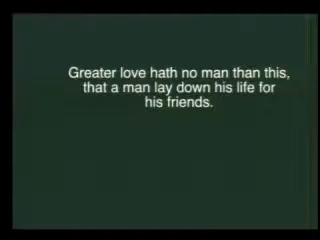 Greater love hath no man than this,
that a man lay down his life for
his friends.